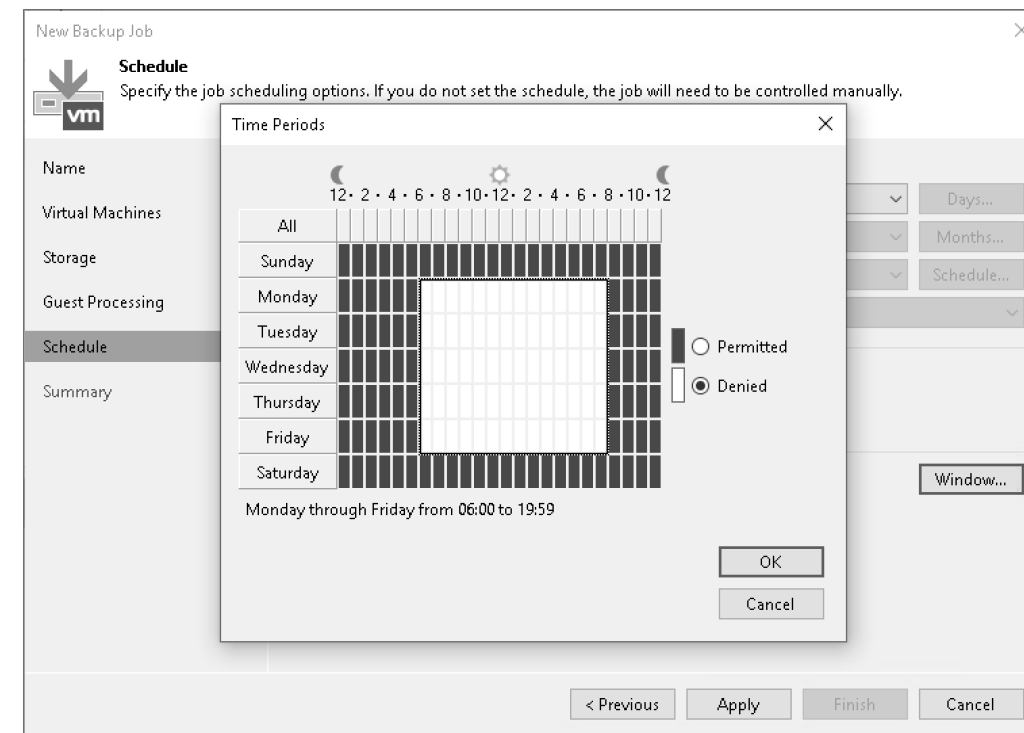 New Backup Job
Schedule
Specify the job scheduling options. If you do not set the schedule, the job will need to be controlled manually.
vm
Time Periods
Name
Virtual Machines
Storage
Guest Processing
Schedule
Summary
12 · 2 · 4 · 6 · 8 · 10 · 12 · 2 · 4 · 6 · 8 · 10 · 12
All
Sunday
Monday
Tuesday
Wednesday
Thursday
Friday
Saturday
Permitted
Denied
Monday through Friday from 06:00 to 19:59
OK
Cancel
Days...
Months...
Schedule...
Window...
< Previous
Apply
Finish
Cancel